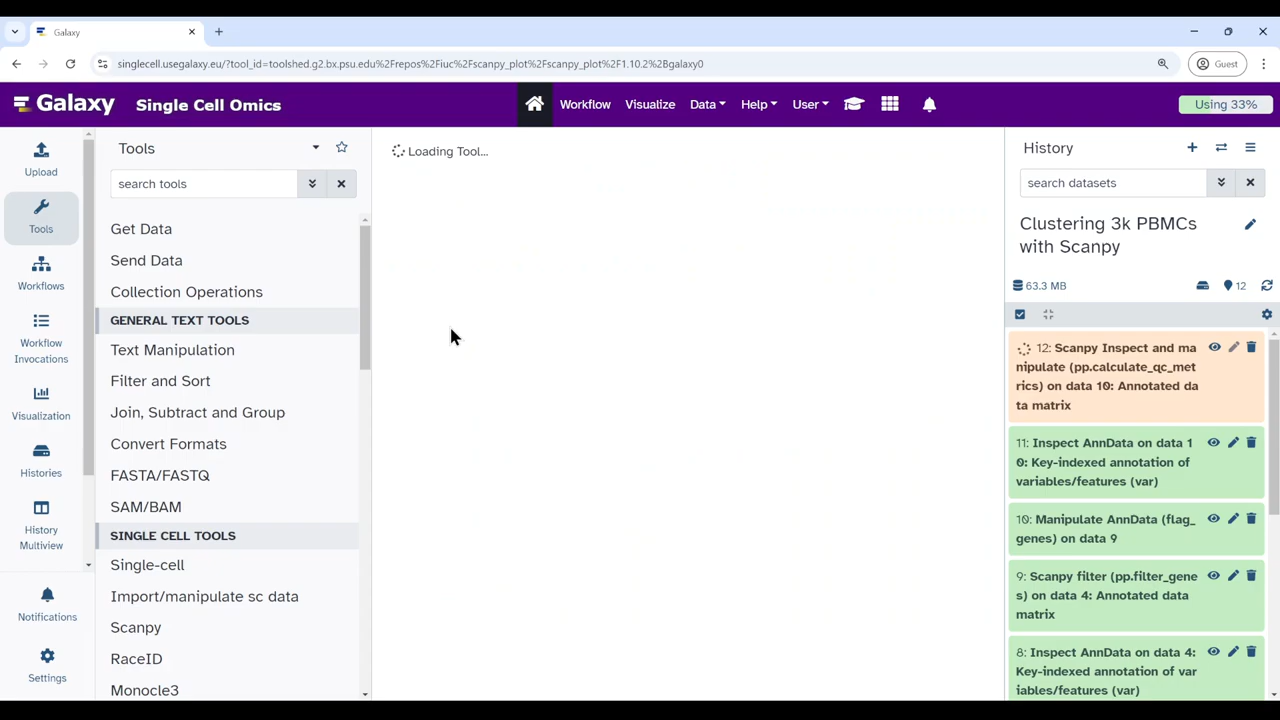 Galaxy
singlecell.usegalaxy.eu/?tool_id=toolshed.g2.bx.psu.edu%2Frepos%2Fiuc%2Fscanpy_plot%2Fscanpy_plot%2F1.10.2%2Bgalaxy0
Guest
Galaxy Single Cell Omics
Workflow Visualize Data Help User
Using 33%
Upload
Tools
Workflows
Workflow
Invocations
Visualization
Histories
History
Multiview
Notifications
Settings
Tools
search tools
Get Data
Send Data
Collection Operations
GENERAL TEXT TOOLS
Text Manipulation
Filter and Sort
Join, Subtract and Group
Convert Formats
FASTA/FASTQ
SAM/BAM
SINGLE CELL TOOLS
Single-cell
Import/manipulate sc data
Scanpy
RaceID
Monocle3
Loading Tool...
History
search datasets
Clustering 3k PBMCs
with Scanpy
63.3 MB
12
12: Scanpy Inspect and ma
nipulate (pp.calculate_qc_met
rics) on data 10: Annotated da
ta matrix
11: Inspect AnnData on data 1
0: Key-indexed annotation of
variables/features (var)
10: Manipulate AnnData (flag_
genes) on data 9
9: Scanpy filter (pp.filter_gene
s) on data 4: Annotated data
matrix
8: Inspect AnnData on data 4:
Key-indexed annotation of var
iables/features (var)